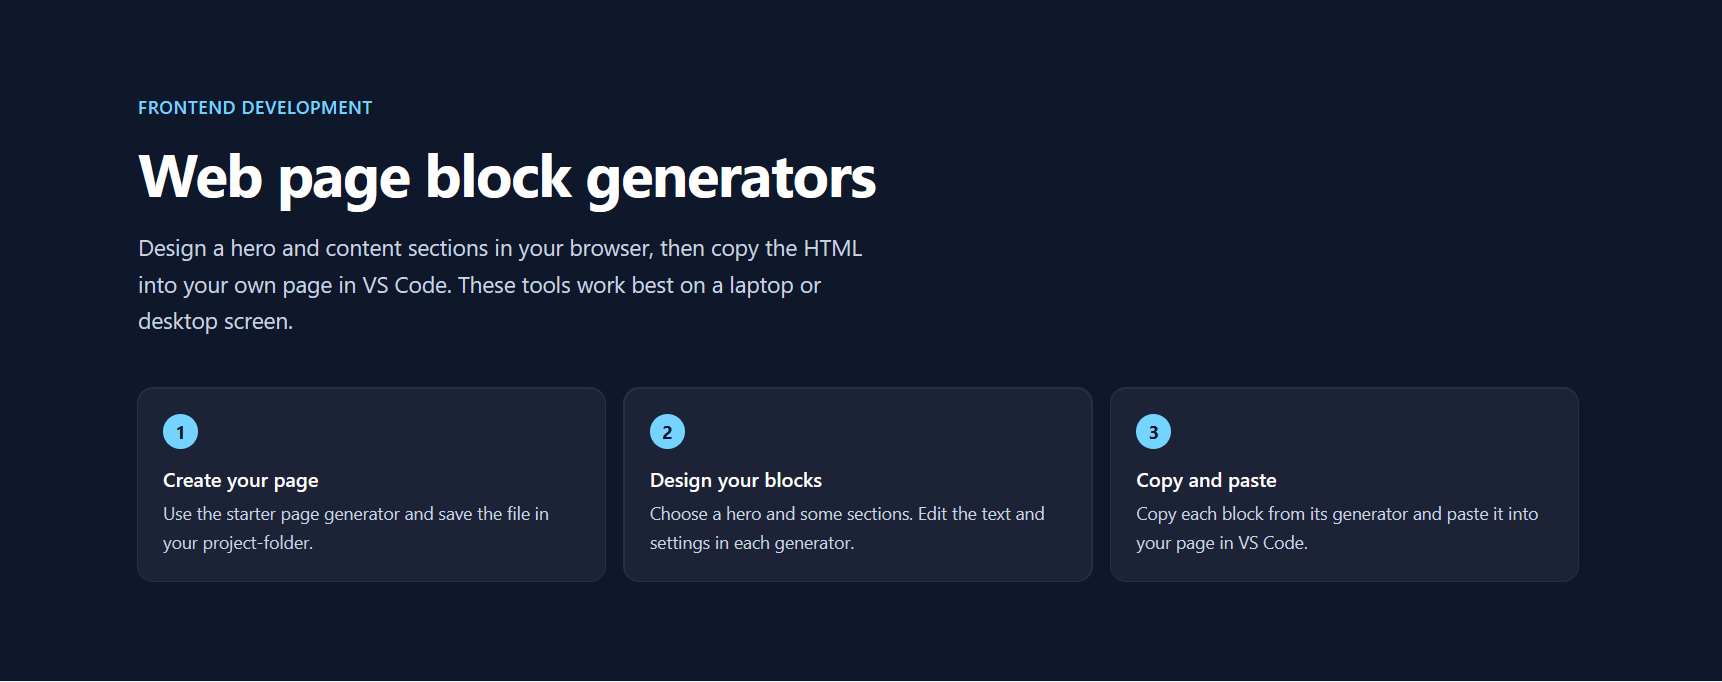 FRONTEND DEVELOPMENT
Web page block generators
Design a hero and content sections in your browser, then copy the HTML
into your own page in VS Code. These tools work best on a laptop or
desktop screen.
1
Create your page
Use the starter page generator and save the file in
your project-folder.
2
Design your blocks
Choose a hero and some sections. Edit the text and
settings in each generator.
3
Copy and paste
Copy each block from its generator and paste it into
your page in VS Code.